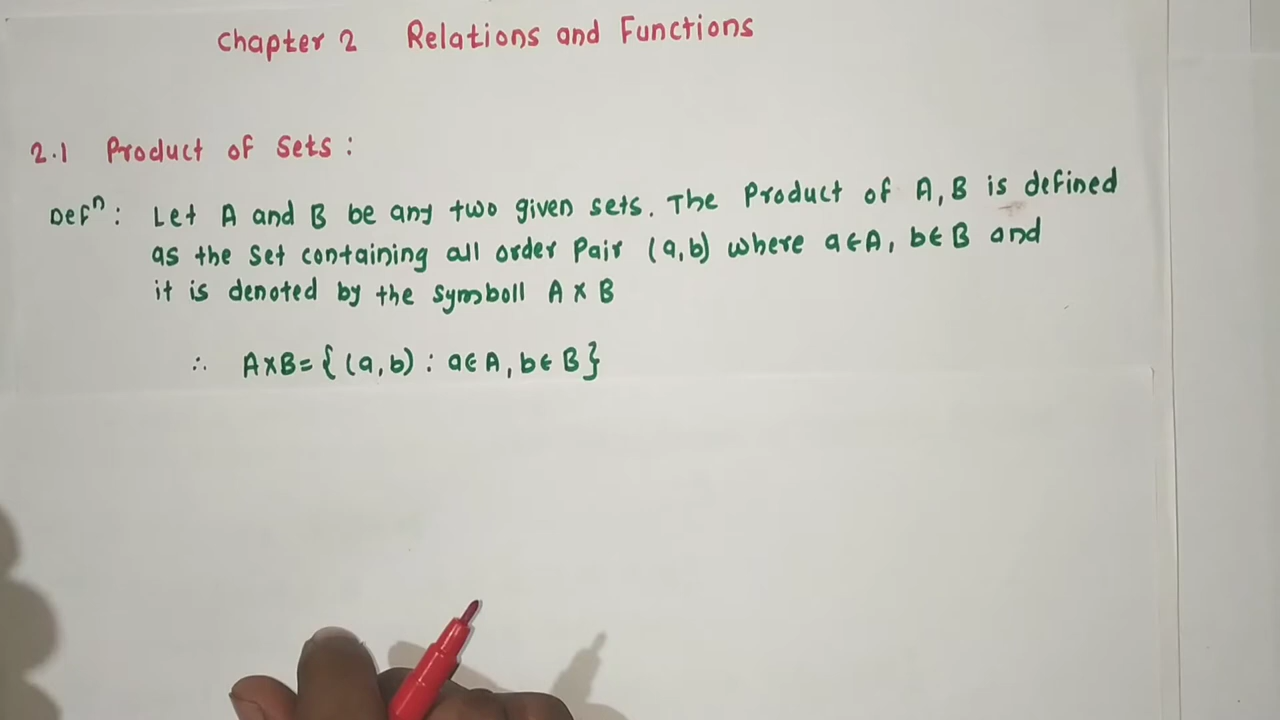 Chapter 2 Relations and Functions
2.1 Product of Sets :
Defⁿ : Let A and B be any two given sets. The Product of A, B is defined
as the Set containing all order Pair (a,b) where a∈A, b∈B and
it is denoted by the Symboll A × B
∴ A×B = {(a,b) : a∈A, b∈B}